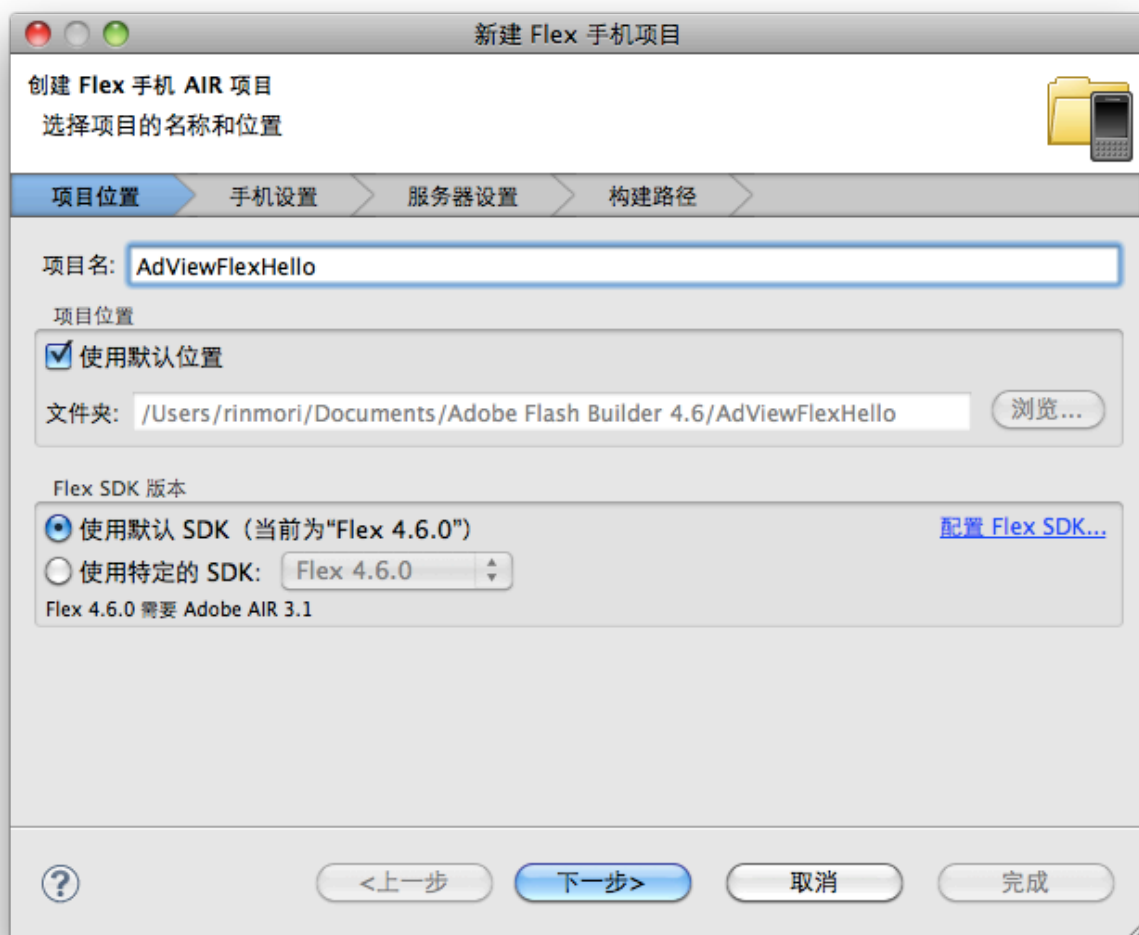 新建 Flex 手机项目
创建 Flex 手机 AIR 项目
选择项目的名称和位置
项目位置 手机设置 服务器设置 构建路径
项目名: AdViewFlexHello
项目位置
使用默认位置
文件夹: /Users/rinmori/Documents/Adobe Flash Builder 4.6/AdViewFlexHello 浏览...
Flex SDK 版本
使用默认 SDK（当前为“Flex 4.6.0”） 配置 Flex SDK...
使用特定的 SDK: Flex 4.6.0
Flex 4.6.0 需要 Adobe AIR 3.1
? <上一步 下一步> 取消 完成